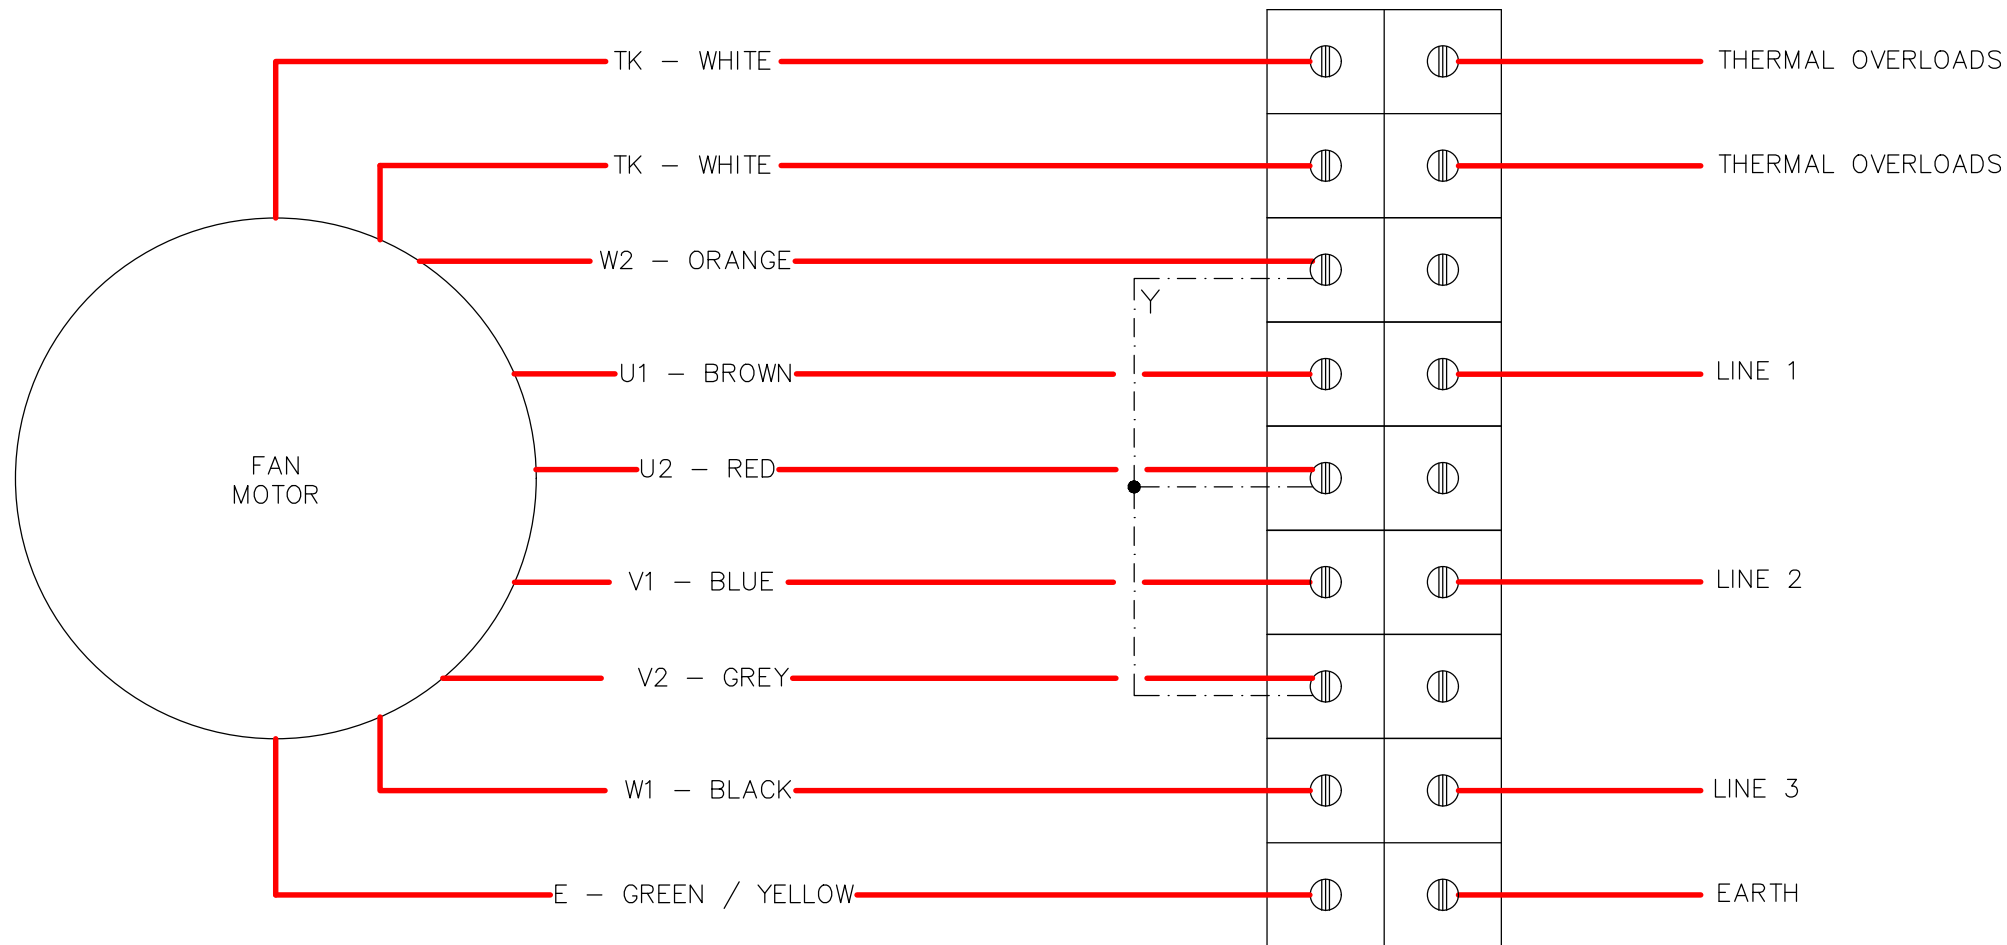 TK - WHITE
THERMAL OVERLOADS
TK - WHITE
THERMAL OVERLOADS
W2 - ORANGE
Y
U1 - BROWN
LINE 1
FAN
MOTOR
U2 - RED
V1 - BLUE
LINE 2
V2 - GREY
W1 - BLACK
LINE 3
E - GREEN / YELLOW
EARTH